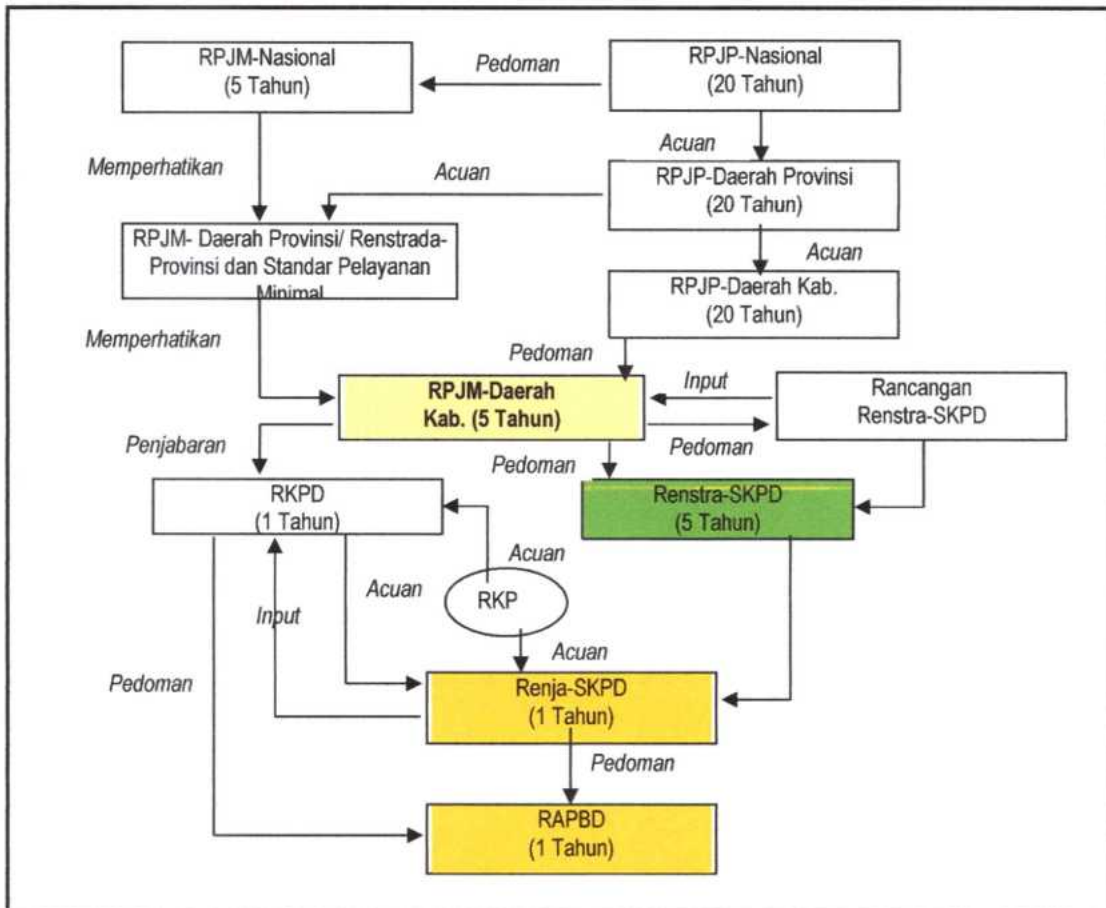 RPJM-Nasional
(5 Tahun)
Pedoman
RPJP-Nasional
(20 Tahun)
Memperhatikan
Acuan
Acuan
RPJP-Daerah Provinsi
(20 Tahun)
RPJM- Daerah Provinsi/ Renstrada-
Provinsi dan Standar Pelayanan
Minimal
Acuan
RPJP-Daerah Kab.
(20 Tahun)
Memperhatikan
Pedoman
RPJM-Daerah
Kab. (5 Tahun)
Input
Rancangan
Renstra-SKPD
Penjabaran
Pedoman
Pedoman
RKPD
(1 Tahun)
Renstra-SKPD
(5 Tahun)
Acuan
Acuan
RKP
Input
Acuan
Pedoman
Renja-SKPD
(1 Tahun)
Pedoman
RAPBD
(1 Tahun)